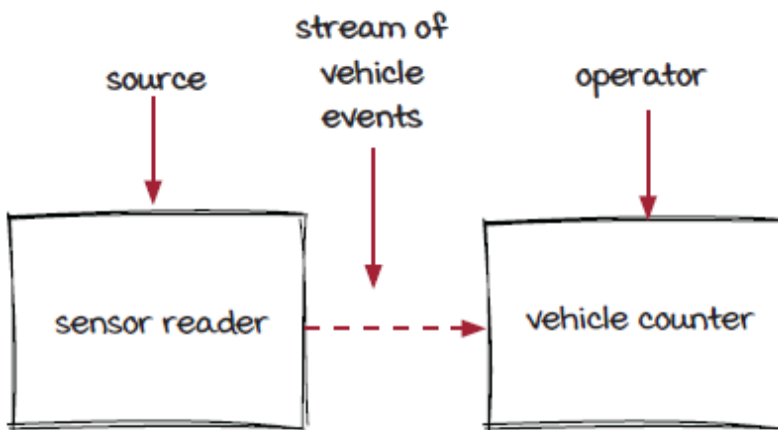 source
stream of
vehicle
events
operator
sensor reader
vehicle counter